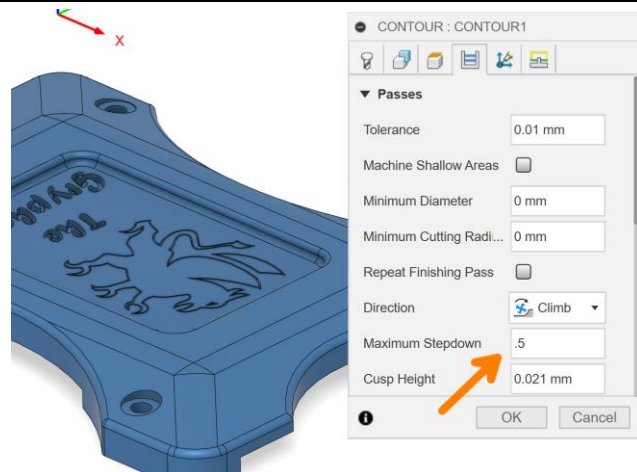 X
CONTOUR : CONTOUR1
Passes
Tolerance 0.01 mm
Machine Shallow Areas
Minimum Diameter 0 mm
Minimum Cutting Radi... 0 mm
Repeat Finishing Pass
Direction Climb
Maximum Stepdown .5
Cusp Height 0.021 mm
OK Cancel
The